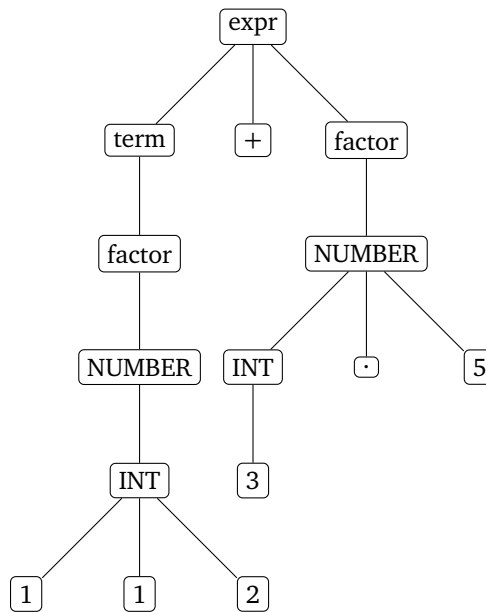 expr
term + factor
factor NUMBER
NUMBER INT . 5
INT 3
1 1 2